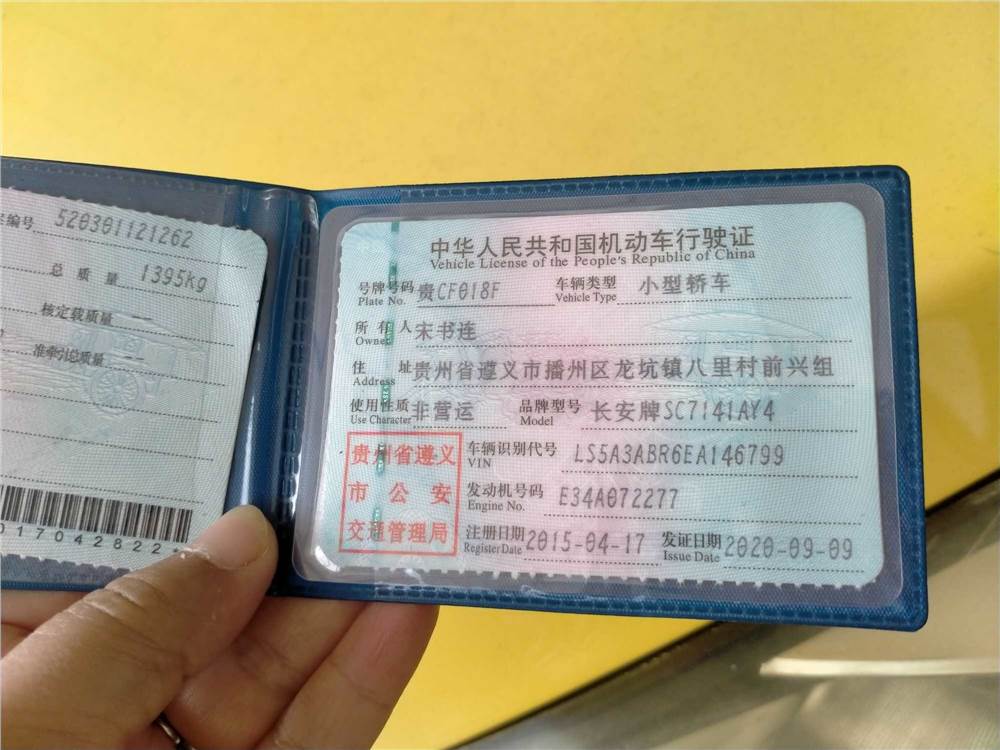 编号 520301121262
总质量 1395Kg
核定载质量 --
准牵引总质量 --
017042822*
中华人民共和国机动车行驶证
Vehicle License of the People's Republic of China
号牌号码 贵CF018F 车辆类型 小型轿车
Plate No. Vehicle Type
所有人 宋书连
Owner
住址 贵州省遵义市播州区龙坑镇八里村前兴组
Address
使用性质 非营运 品牌型号 长安牌SC7141AY4
Use Character Model
贵州省遵义
市公安
交通管理局
车辆识别代号 LS5A3ABR6EA146799
VIN
发动机号码 E34A072277
Engine No.
注册日期 2015-04-17 发证日期 2020-09-09
Register Date Issue Date